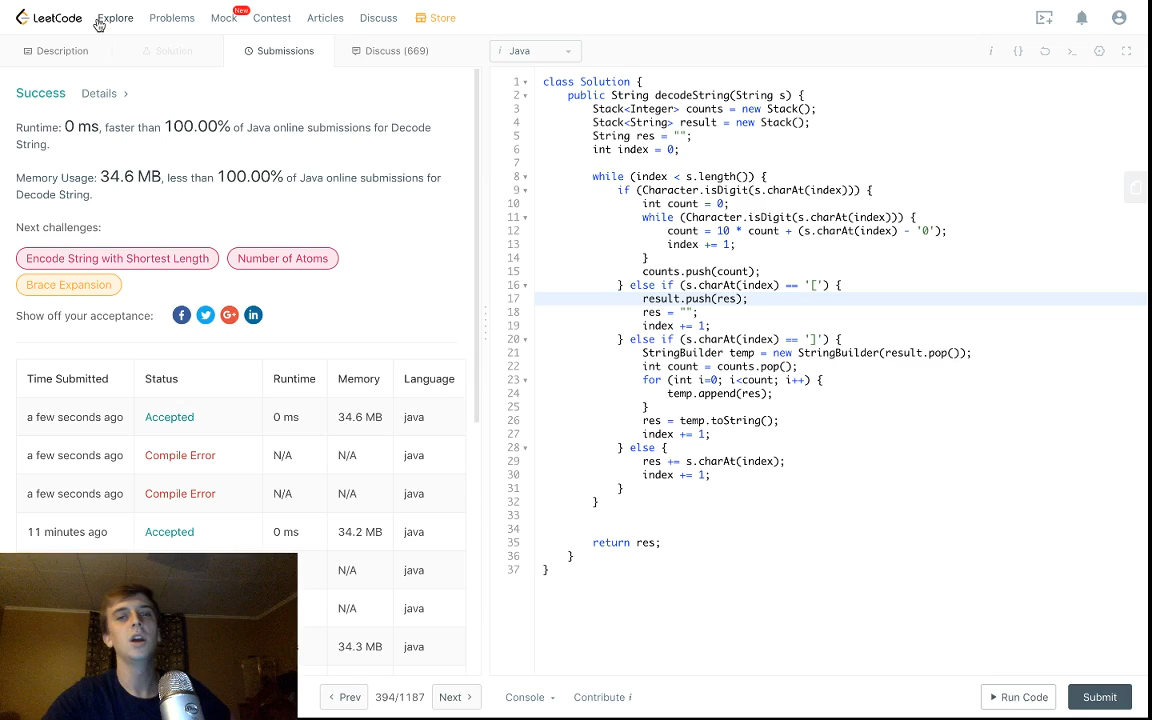 LeetCode Explore Problems Mock New Contest Articles Discuss Store
Description Solution Submissions Discuss (669)
i Java
i {}
Success Details >
Runtime: 0 ms, faster than 100.00% of Java online submissions for Decode
String.
Memory Usage: 34.6 MB, less than 100.00% of Java online submissions for
Decode String.
Next challenges:
Encode String with Shortest Length Number of Atoms
Brace Expansion
Show off your acceptance: f G+ in
Time Submitted Status Runtime Memory Language
a few seconds ago Accepted 0 ms 34.6 MB java
a few seconds ago Compile Error N/A N/A java
a few seconds ago Compile Error N/A N/A java
11 minutes ago Accepted 0 ms 34.2 MB java
N/A java
N/A java
34.3 MB java
1 class Solution {
2 public String decodeString(String s) {
3 Stack<Integer> counts = new Stack();
4 Stack<String> result = new Stack();
5 String res = "";
6 int index = 0;
7
8 while (index < s.length()) {
9 if (Character.isDigit(s.charAt(index))) {
10 int count = 0;
11 while (Character.isDigit(s.charAt(index))) {
12 count = 10 * count + (s.charAt(index) - '0');
13 index += 1;
14 }
15 counts.push(count);
16 } else if (s.charAt(index) == '[') {
17 result.push(res);
18 res = "";
19 index += 1;
20 } else if (s.charAt(index) == ']') {
21 StringBuilder temp = new StringBuilder(result.pop());
22 int count = counts.pop();
23 for (int i=0; i<count; i++) {
24 temp.append(res);
25 }
26 res = temp.toString();
27 index += 1;
28 } else {
29 res += s.charAt(index);
30 index += 1;
31 }
32 }
33
34
35 return res;
36 }
37 }
< Prev 394/1187 Next > Console Contribute i Run Code Submit